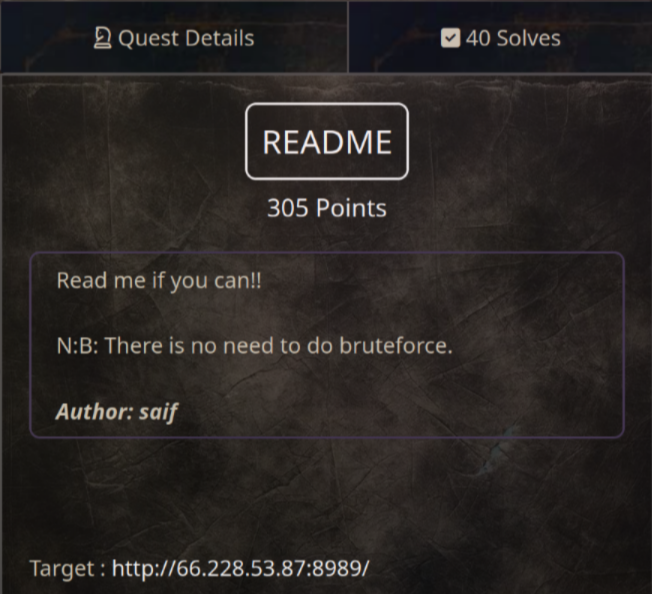 Quest Details
40 Solves
README
305 Points
Read me if you can!!
N:B: There is no need to do bruteforce.
Author: saif
Target : http://66.228.53.87:8989/